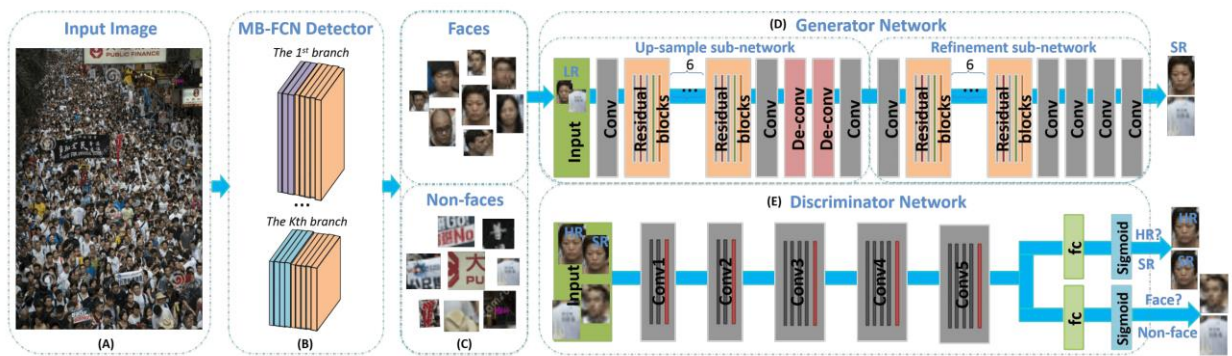 Input Image
PUBLIC FINANCE
(A)
MB-FCN Detector
The 1st branch
...
The Kth branch
(B)
Faces
Non-faces
No
大
PU
(C)
(D) Generator Network
Up-sample sub-network
Refinement sub-network
LR
Input
Conv
Residual blocks
6
...
Residual blocks
Conv
De-conv
De-conv
Conv
Conv
Residual blocks
6
...
Residual blocks
Conv
Conv
Conv
Conv
SR
(E) Discriminator Network
HR
SR
Input
Conv1
Conv2
Conv3
Conv4
Conv5
fc
Sigmoid
HR?
SR
HR
SR
fc
Sigmoid
Face?
Non-face